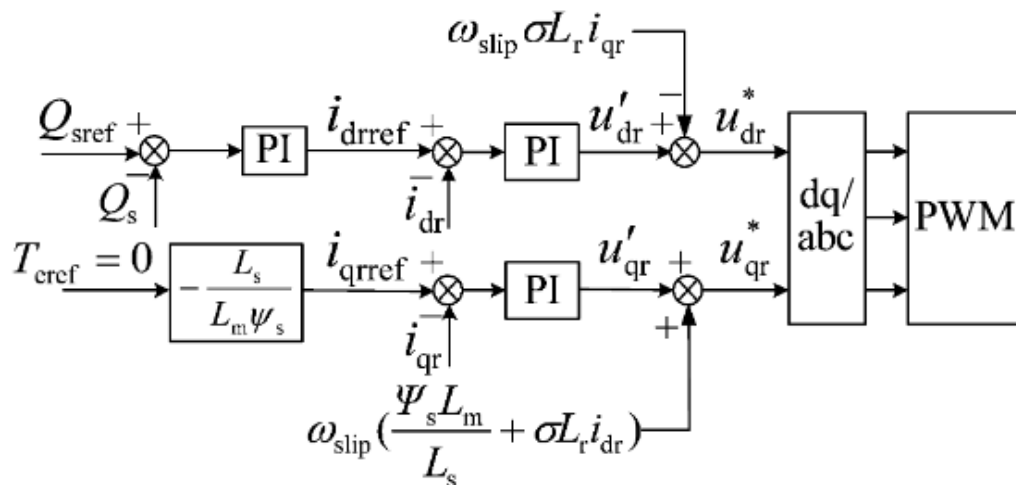 ω_slip σL_r i_qr
−
Q_sref + PI i_drref + PI u'_dr + u*_dr
−
Q_s
−
i_dr
dq/
abc
PWM
T_eref = 0 −L_s/(L_m ψ_s) i_qrref + PI u'_qr + u*_qr
−
i_qr
+
ω_slip(Ψ_s L_m/L_s + σL_r i_dr)